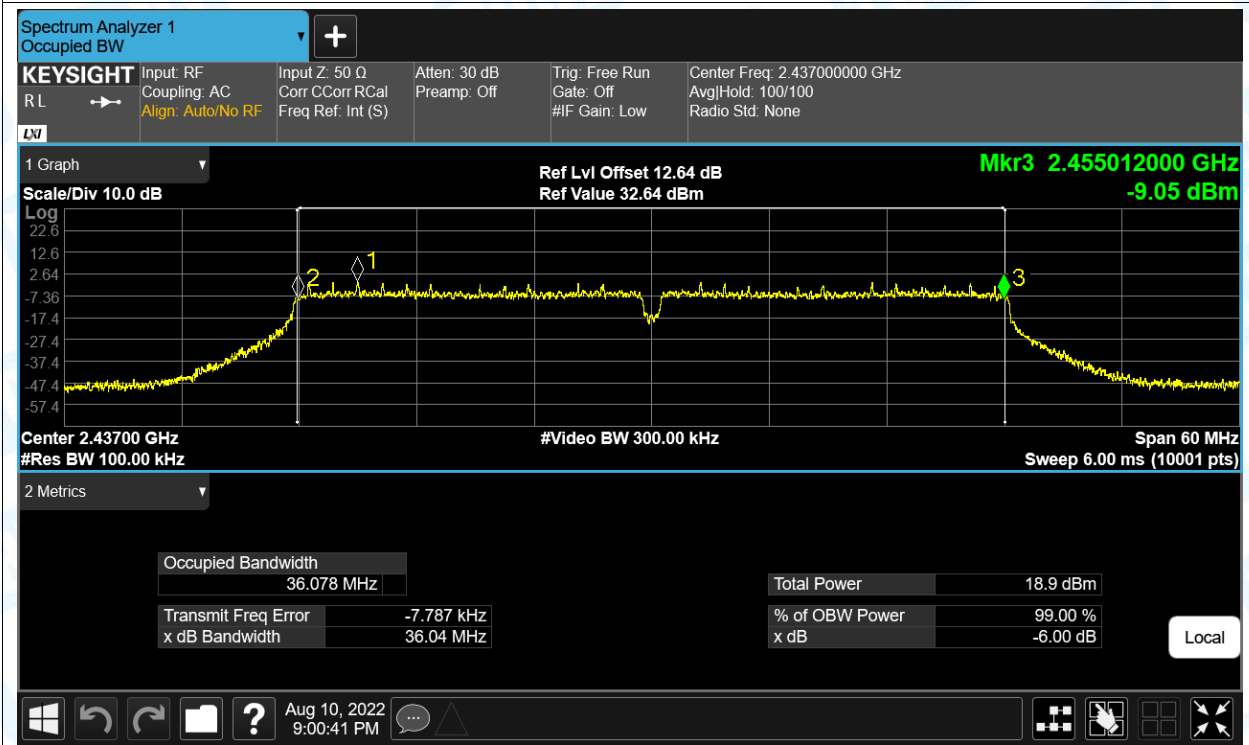 Spectrum Analyzer 1
Occupied BW
KEYSIGHT
R L
LXI
Input: RF
Coupling: AC
Align: Auto/No RF
Input Z: 50 Ω
Corr CCorr RCal
Freq Ref: Int (S)
Atten: 30 dB
Preamp: Off
Trig: Free Run
Gate: Off
#IF Gain: Low
Center Freq: 2.437000000 GHz
Avg|Hold: 100/100
Radio Std: None
1 Graph
Scale/Div 10.0 dB
Ref Lvl Offset 12.64 dB
Ref Value 32.64 dBm
Mkr3 2.455012000 GHz
-9.05 dBm
Log
22.6
12.6
2.64
-7.36
-17.4
-27.4
-37.4
-47.4
-57.4
2
1
3
Center 2.43700 GHz
#Res BW 100.00 kHz
#Video BW 300.00 kHz
Span 60 MHz
Sweep 6.00 ms (10001 pts)
2 Metrics
Occupied Bandwidth
36.078 MHz
Transmit Freq Error -7.787 kHz
x dB Bandwidth 36.04 MHz
Total Power 18.9 dBm
% of OBW Power 99.00 %
x dB -6.00 dB
Local
?
Aug 10, 2022
9:00:41 PM